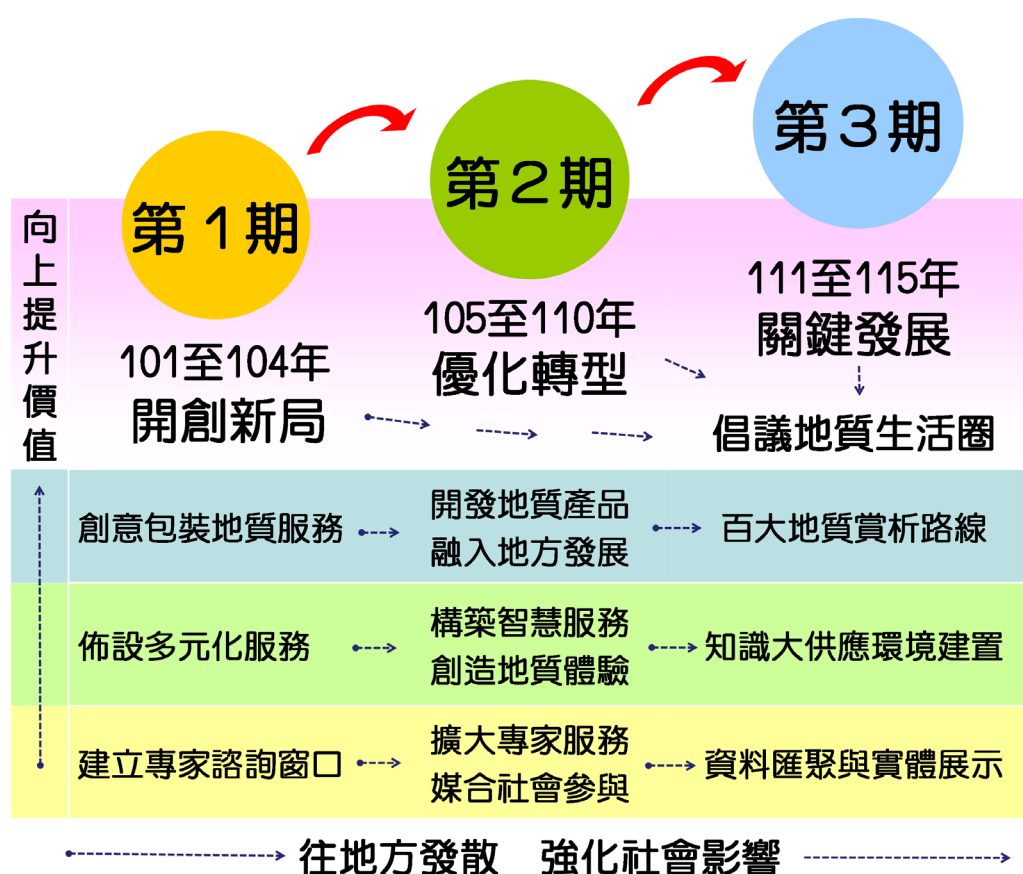 第1期
第2期
第3期
向上提升價值
101至104年
開創新局
105至110年
優化轉型
111至115年
關鍵發展
倡議地質生活圈
創意包裝地質服務
開發地質產品
融入地方發展
百大地質賞析路線
佈設多元化服務
構築智慧服務
創造地質體驗
知識大供應環境建置
建立專家諮詢窗口
擴大專家服務
媒合社會參與
資料匯聚與實體展示
往地方發散 強化社會影響